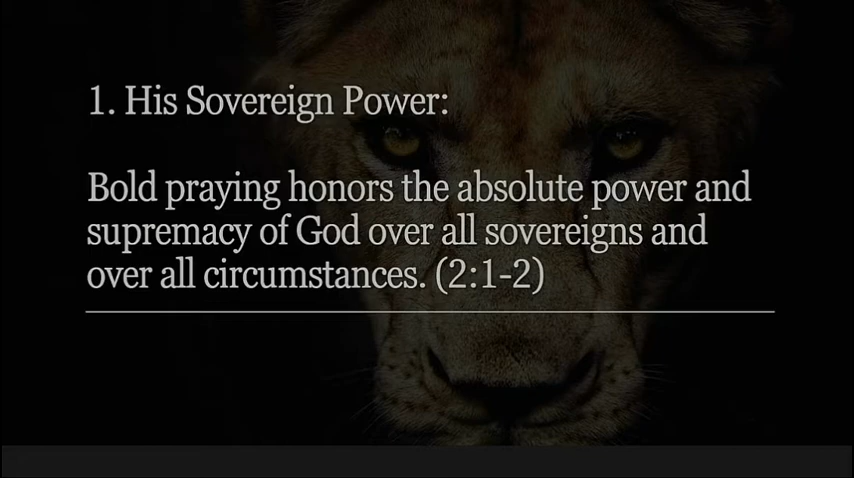 1. His Sovereign Power:
Bold praying honors the absolute power and
supremacy of God over all sovereigns and
over all circumstances. (2:1-2)